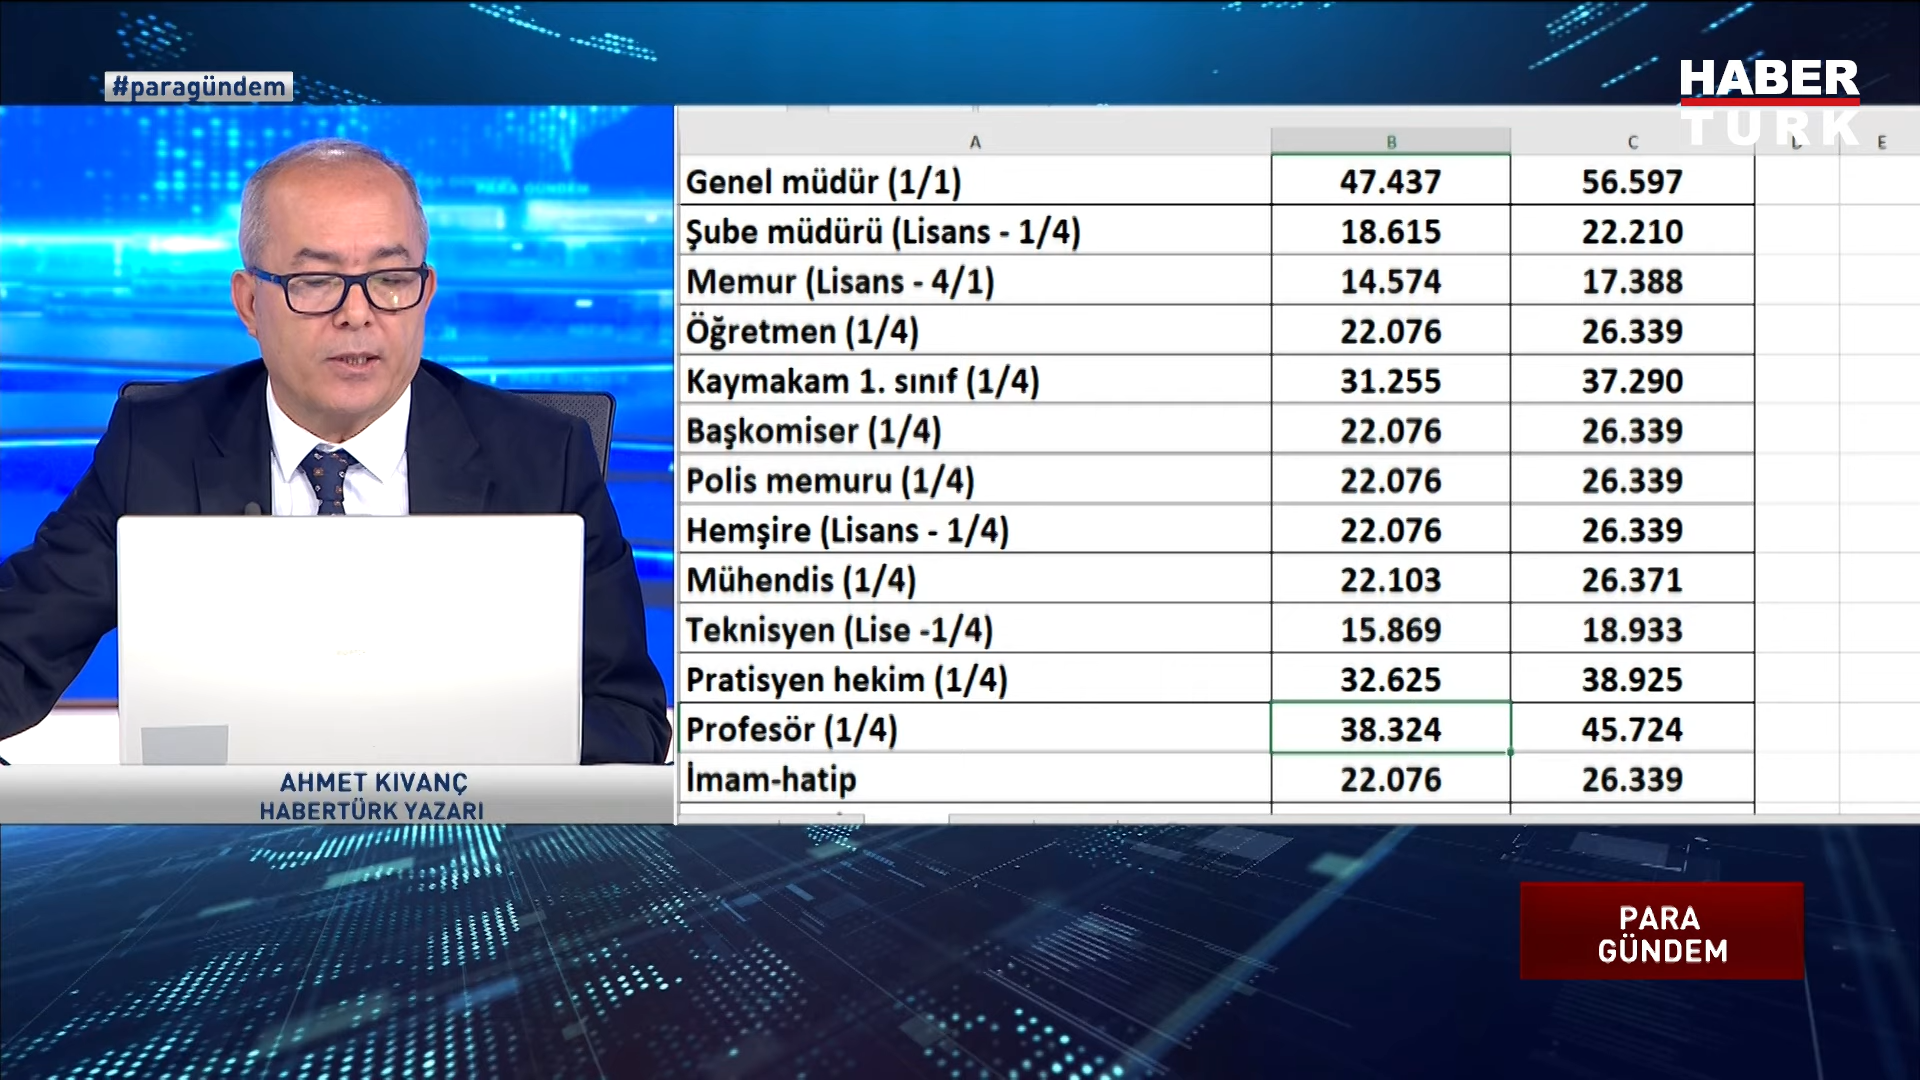 #paragündem
HABER
TURK
A B C E
Genel müdür (1/1) 47.437 56.597
Şube müdürü (Lisans - 1/4) 18.615 22.210
Memur (Lisans - 4/1) 14.574 17.388
Öğretmen (1/4) 22.076 26.339
Kaymakam 1. sınıf (1/4) 31.255 37.290
Başkomiser (1/4) 22.076 26.339
Polis memuru (1/4) 22.076 26.339
Hemşire (Lisans - 1/4) 22.076 26.339
Mühendis (1/4) 22.103 26.371
Teknisyen (Lise -1/4) 15.869 18.933
Pratisyen hekim (1/4) 32.625 38.925
Profesör (1/4) 38.324 45.724
İmam-hatip 22.076 26.339
AHMET KIVANÇ
HABERTÜRK YAZARI
PARA
GÜNDEM